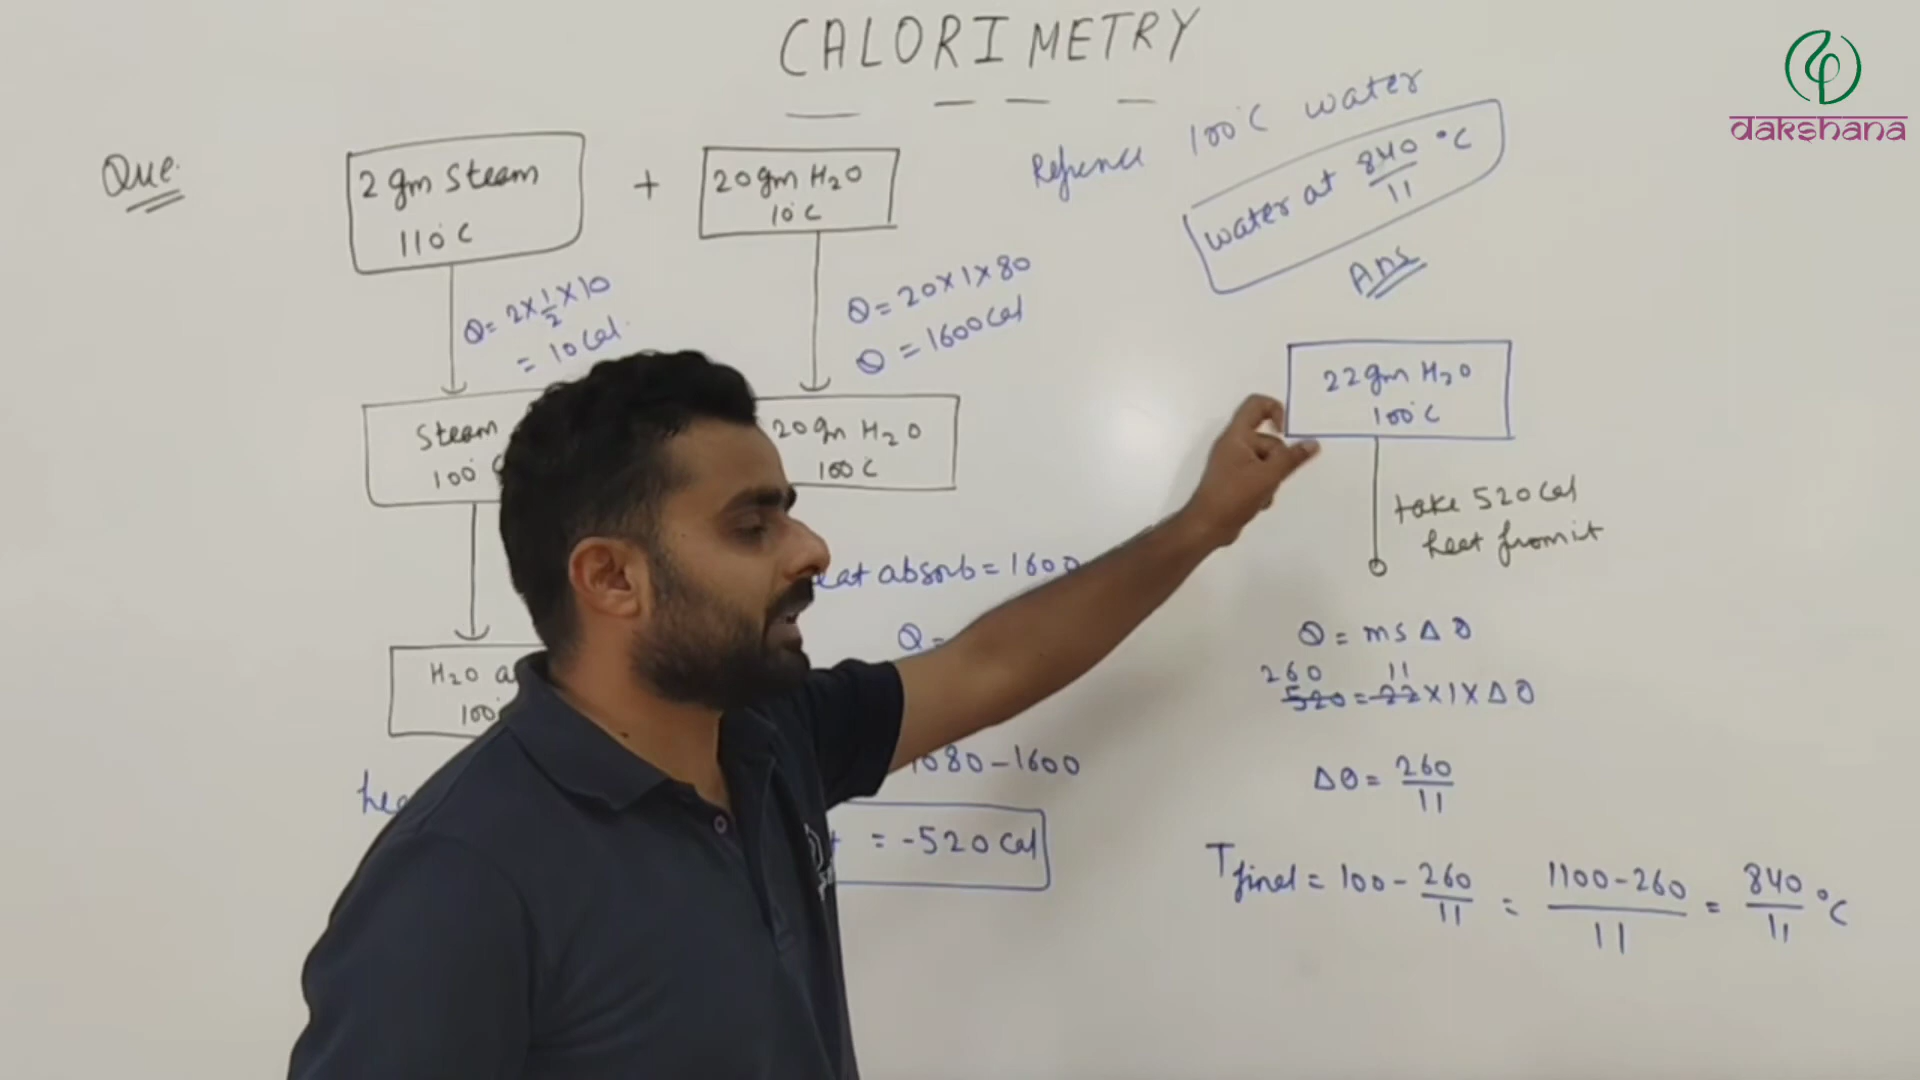 CALORIMETRY
dakshana
Que.
2 gm steam
110°C
+
20gm H2O
10°C
Refrence 100°C water
water at 840/11 °C
Ans
Q = 2×1/2×10
= 10 Cal.
Q = 20×1×80
Q = 1600 Cal
Steam
100°
20gm H2O
100°C
H2O
100°
eat absorb = 1600
Q =
1080-1600
= -520 Cal
22gm H2O
100°C
take 520 Cal
heat from it
Q = ms Δθ
260 11
520 = 22×1×Δθ
Δθ = 260/11
Tfinal = 100 - 260/11 = 1100-260/11 = 840/11 °C